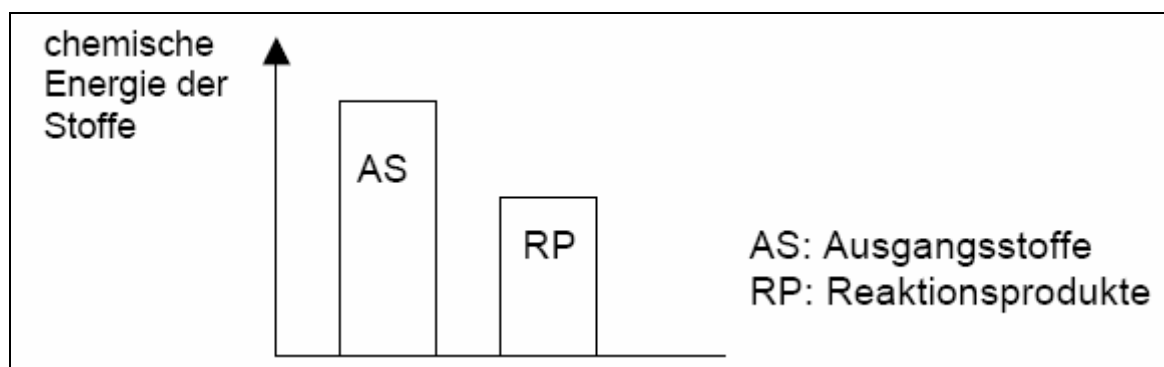 chemische
Energie der
Stoffe
AS
RP
AS: Ausgangsstoffe
RP: Reaktionsprodukte